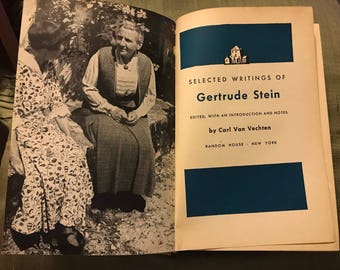 SELECTED WRITINGS OF
Gertrude Stein
EDITED, WITH AN INTRODUCTION AND NOTES
by Carl Van Vechten
RANDOM HOUSE · NEW YORK